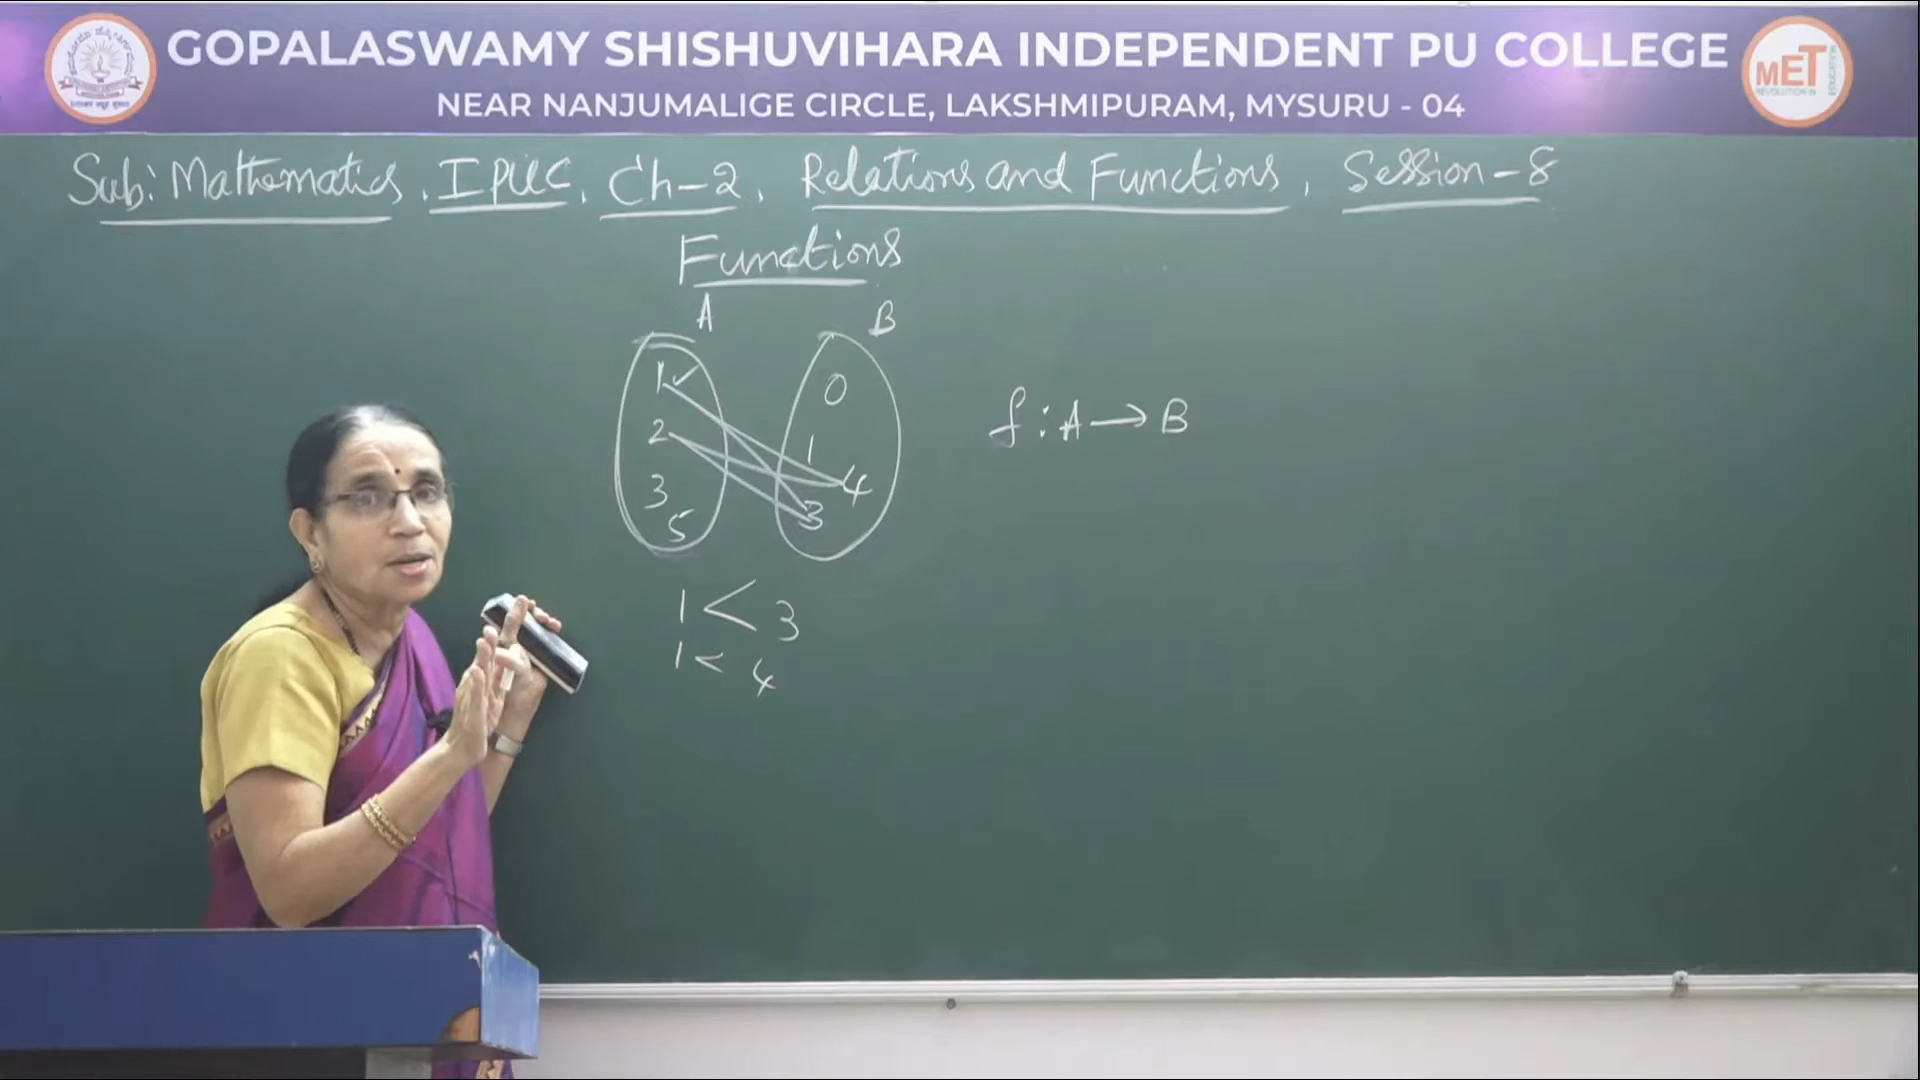 GOPALASWAMY SHISHUVIHARA INDEPENDENT PU COLLEGE
NEAR NANJUMALIGE CIRCLE, LAKSHMIPURAM, MYSURU - 04
MET
Sub: Mathematics, I PUC, Ch-2, Relations and Functions, Session-8
Functions
A B
1 ✓ 0
2 1
3 4
5 3
f : A → B
1 < 3
1 < 4